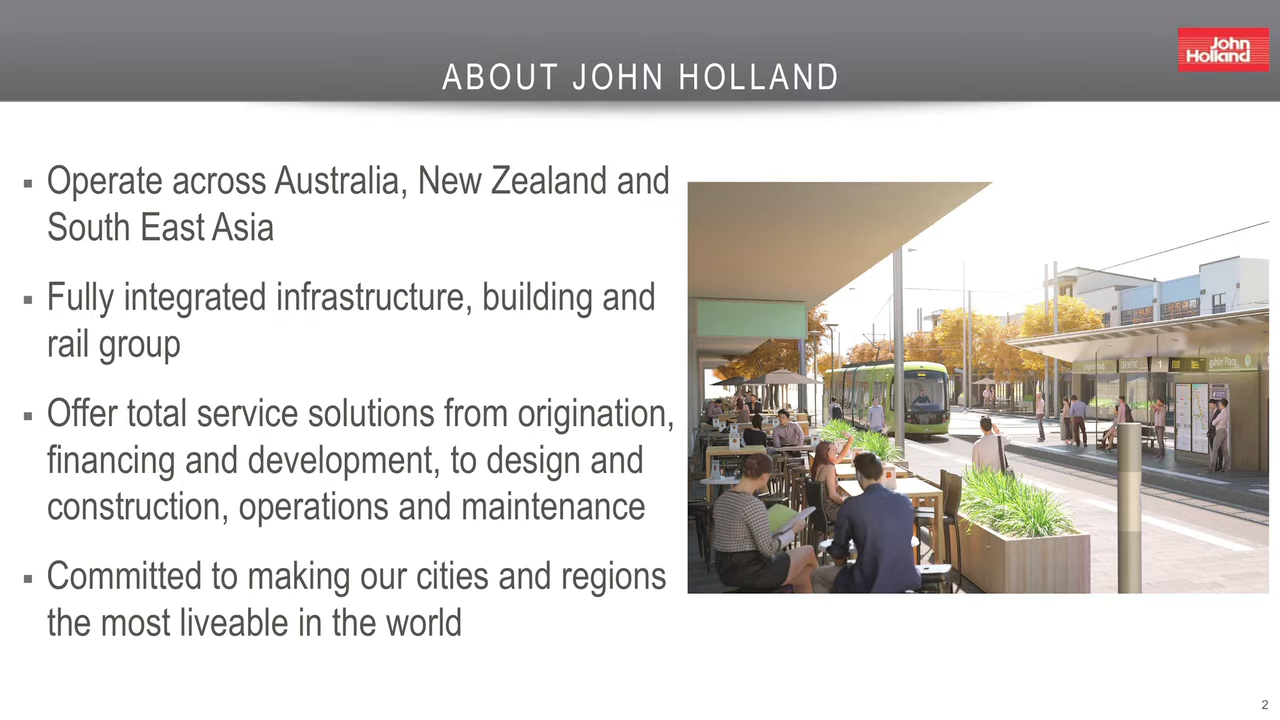 ABOUT JOHN HOLLAND
John
Holland
▪ Operate across Australia, New Zealand and
South East Asia
▪ Fully integrated infrastructure, building and
rail group
▪ Offer total service solutions from origination,
financing and development, to design and
construction, operations and maintenance
▪ Committed to making our cities and regions
the most liveable in the world
1
2